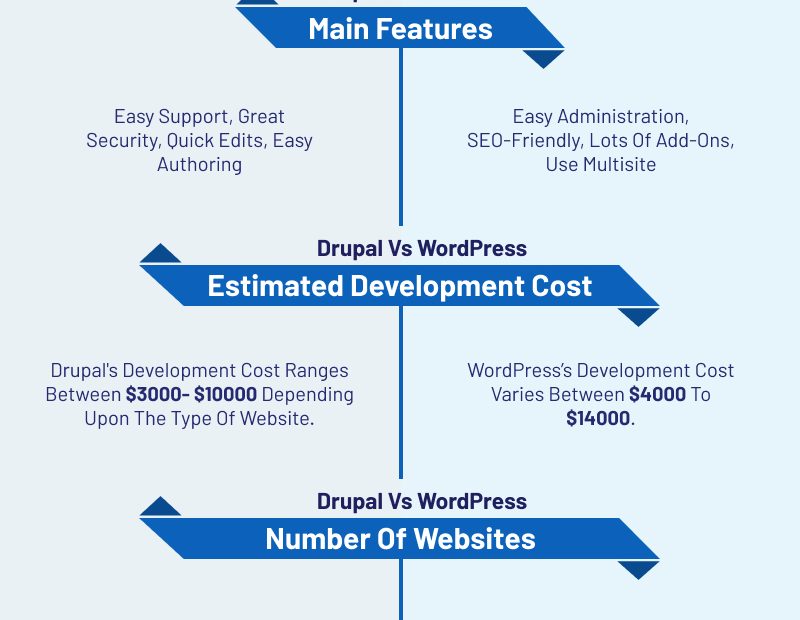 Main Features
Easy Support, Great
Security, Quick Edits, Easy
Authoring
Easy Administration,
SEO-Friendly, Lots Of Add-Ons,
Use Multisite
Drupal Vs WordPress
Estimated Development Cost
Drupal's Development Cost Ranges
Between $3000- $10000 Depending
Upon The Type Of Website.
WordPress’s Development Cost
Varies Between $4000 To
$14000.
Drupal Vs WordPress
Number Of Websites